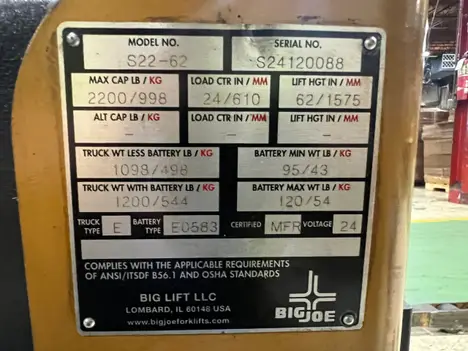 MODEL NO. SERIAL NO.
S22-62 S24120088
MAX CAP LB / KG LOAD CTR IN / MM LIFT HGT IN / MM
2200/998 24/610 62/1575
ALT CAP LB / KG LOAD CTR IN / MM LIFT HGT IN / MM
– – –
TRUCK WT LESS BATTERY LB / KG BATTERY MIN WT LB / KG
1098/498 95/43
TRUCK WT WITH BATTERY LB / KG BATTERY MAX WT LB / KG
1200/544 120/54
TRUCK TYPE E BATTERY TYPE E0583 CERTIFIED MFR VOLTAGE 24
COMPLIES WITH THE APPLICABLE REQUIREMENTS
OF ANSI/ITSDF B56.1 AND OSHA STANDARDS
BIG LIFT LLC
LOMBARD, IL 60148 USA
www.bigjoeforklifts.com
BIG JOE